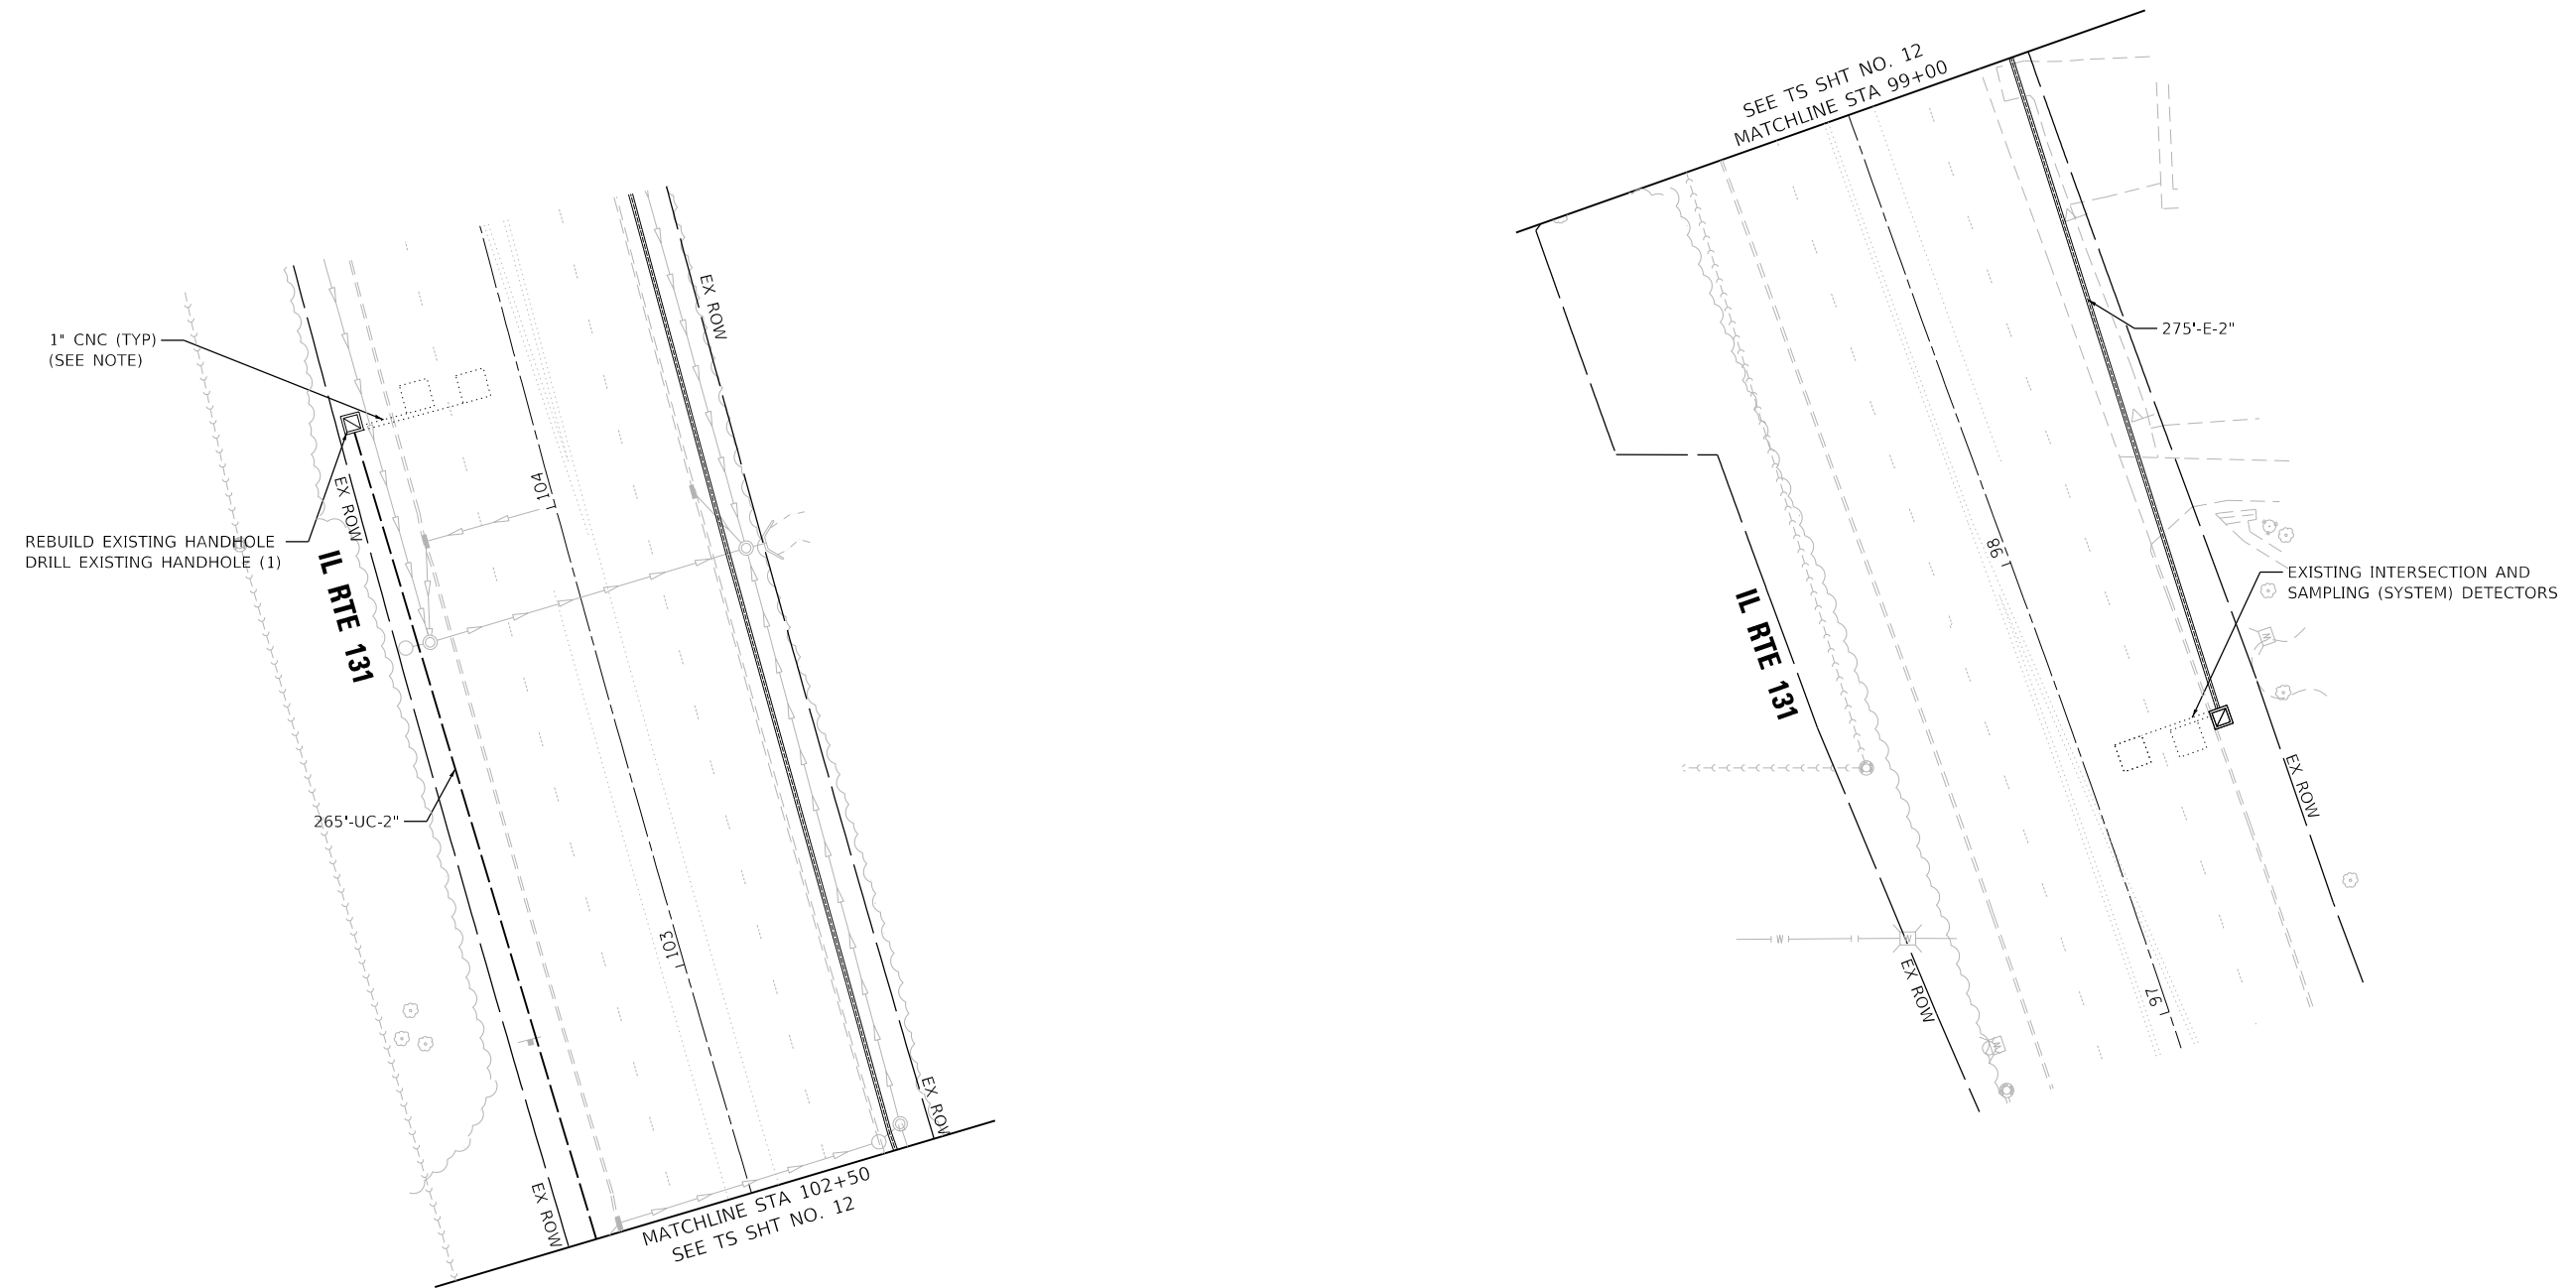 1" CNC (TYP)
(SEE NOTE)
REBUILD EXISTING HANDHOLE
DRILL EXISTING HANDHOLE (1)
EX ROW
IL RTE 131
265'-UC-2"
EX ROW
104
103
EX ROW
EX ROW
MATCHLINE STA 102+50
SEE TS SHT NO. 12
SEE TS SHT NO. 12
MATCHLINE STA 99+00
275'-E-2"
98
EXISTING INTERSECTION AND
SAMPLING (SYSTEM) DETECTORS
IL RTE 131
W
EX ROW
W
W
EX ROW
97
W